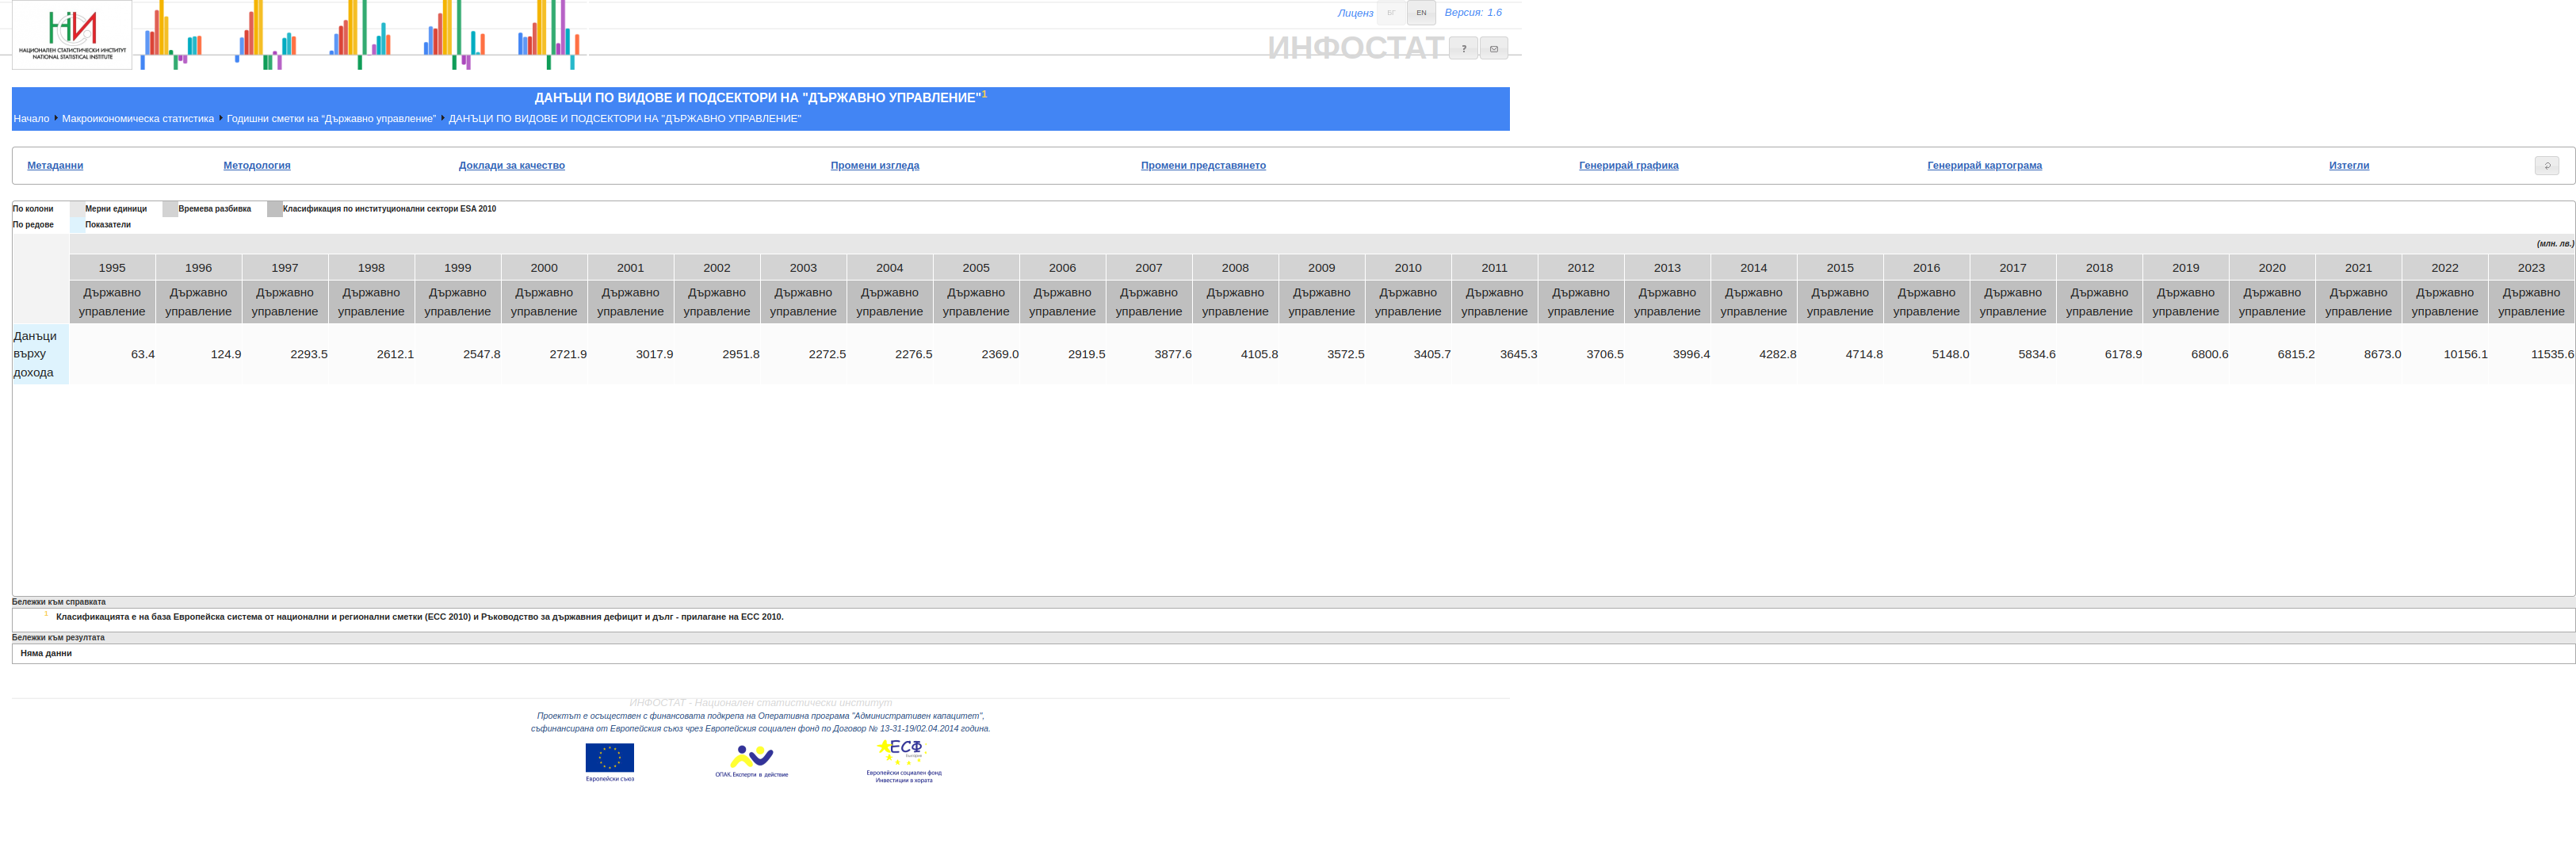 НАЦИОНАЛЕН СТАТИСТИЧЕСКИ ИНСТИТУТ
NATIONAL STATISTICAL INSTITUTE
Лиценз БГ EN Версия: 1.6
ИНФОСТАТ ?
ДАНЪЦИ ПО ВИДОВЕ И ПОДСЕКТОРИ НА "ДЪРЖАВНО УПРАВЛЕНИЕ"1
Начало Макроикономическа статистика Годишни сметки на "Държавно управление" ДАНЪЦИ ПО ВИДОВЕ И ПОДСЕКТОРИ НА "ДЪРЖАВНО УПРАВЛЕНИЕ"
Метаданни Методология Доклади за качество Промени изгледа Промени представянето Генерирай графика Генерирай картограма Изтегли
По колони Мерни единици Времева разбивка Класификация по институционални сектори ESA 2010
По редове Показатели
(млн. лв.)
1995 1996 1997 1998 1999 2000 2001 2002 2003 2004 2005 2006 2007 2008 2009 2010 2011 2012 2013 2014 2015 2016 2017 2018 2019 2020 2021 2022 2023
Държавно Държавно Държавно Държавно Държавно Държавно Държавно Държавно Държавно Държавно Държавно Държавно Държавно Държавно Държавно Държавно Държавно Държавно Държавно Държавно Държавно Държавно Държавно Държавно Държавно Държавно Държавно Държавно Държавно
управление управление управление управление управление управление управление управление управление управление управление управление управление управление управление управление управление управление управление управление управление управление управление управление управление управление управление управление управление
Данъци
върху 63.4 124.9 2293.5 2612.1 2547.8 2721.9 3017.9 2951.8 2272.5 2276.5 2369.0 2919.5 3877.6 4105.8 3572.5 3405.7 3645.3 3706.5 3996.4 4282.8 4714.8 5148.0 5834.6 6178.9 6800.6 6815.2 8673.0 10156.1 11535.6
дохода
Бележки към справката
1 Класификацията е на база Европейска система от национални и регионални сметки (ЕСС 2010) и Ръководство за държавния дефицит и дълг - прилагане на ЕСС 2010.
Бележки към резултата
Няма данни
ИНФОСТАТ - Национален статистически институт
Проектът е осъществен с финансовата подкрепа на Оперативна програма "Административен капацитет",
съфинансирана от Европейския съюз чрез Европейския социален фонд по Договор № 13-31-19/02.04.2014 година.
ЕСФ
Европейски съюз ОПАК. Експерти в действие Европейски социален фонд
Инвестиции в хората